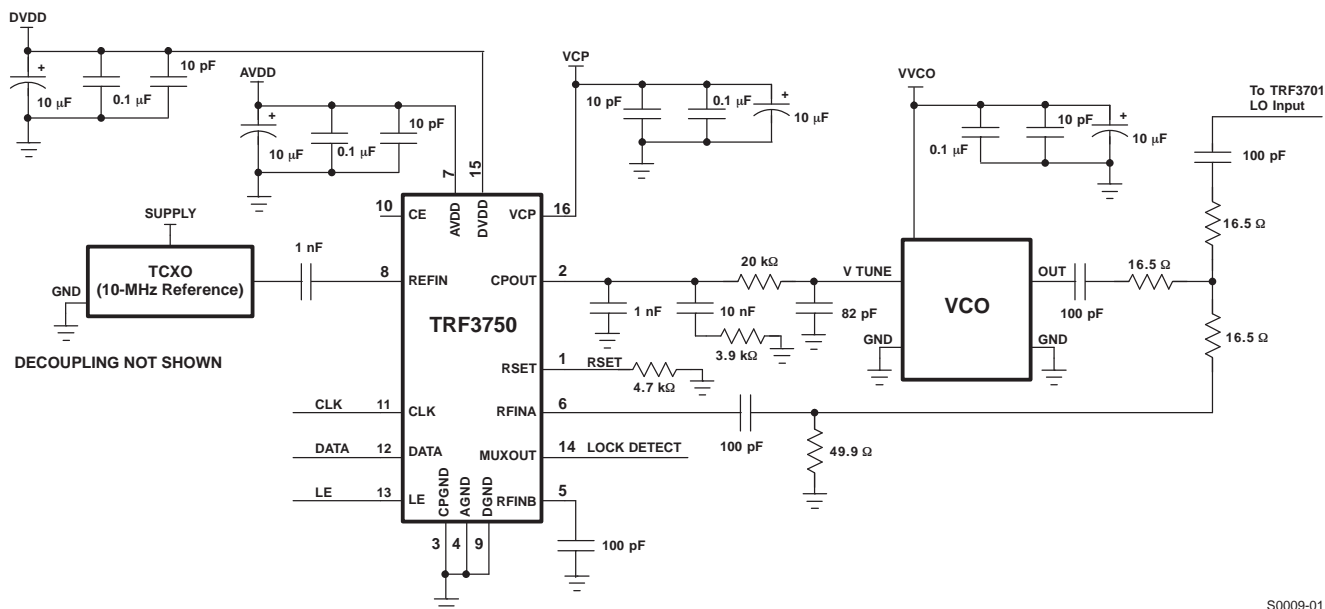 DVDD
+
10 µF
0.1 µF
10 pF
AVDD
+
10 µF
0.1 µF
10 pF
VCP
10 pF
0.1 µF
+
10 µF
VVCO
0.1 µF
10 pF
+
10 µF
To TRF3701
LO Input
100 pF
16.5 Ω
SUPPLY
TCXO
(10-MHz Reference)
GND
1 nF
DECOUPLING NOT SHOWN
7
15
10
CE
AVDD
DVDD
VCP
16
8
REFIN
CPOUT
2
TRF3750
20 kΩ
1 nF
10 nF
3.9 kΩ
82 pF
V TUNE
VCO
OUT
GND
GND
100 pF
16.5 Ω
16.5 Ω
RSET
1
RSET
4.7 kΩ
CLK
11
CLK
RFINA
6
100 pF
49.9 Ω
DATA
12
DATA
MUXOUT
14
LOCK DETECT
LE
13
LE
CPGND
AGND
DGND
RFINB
5
3
4
9
100 pF
S0009-01